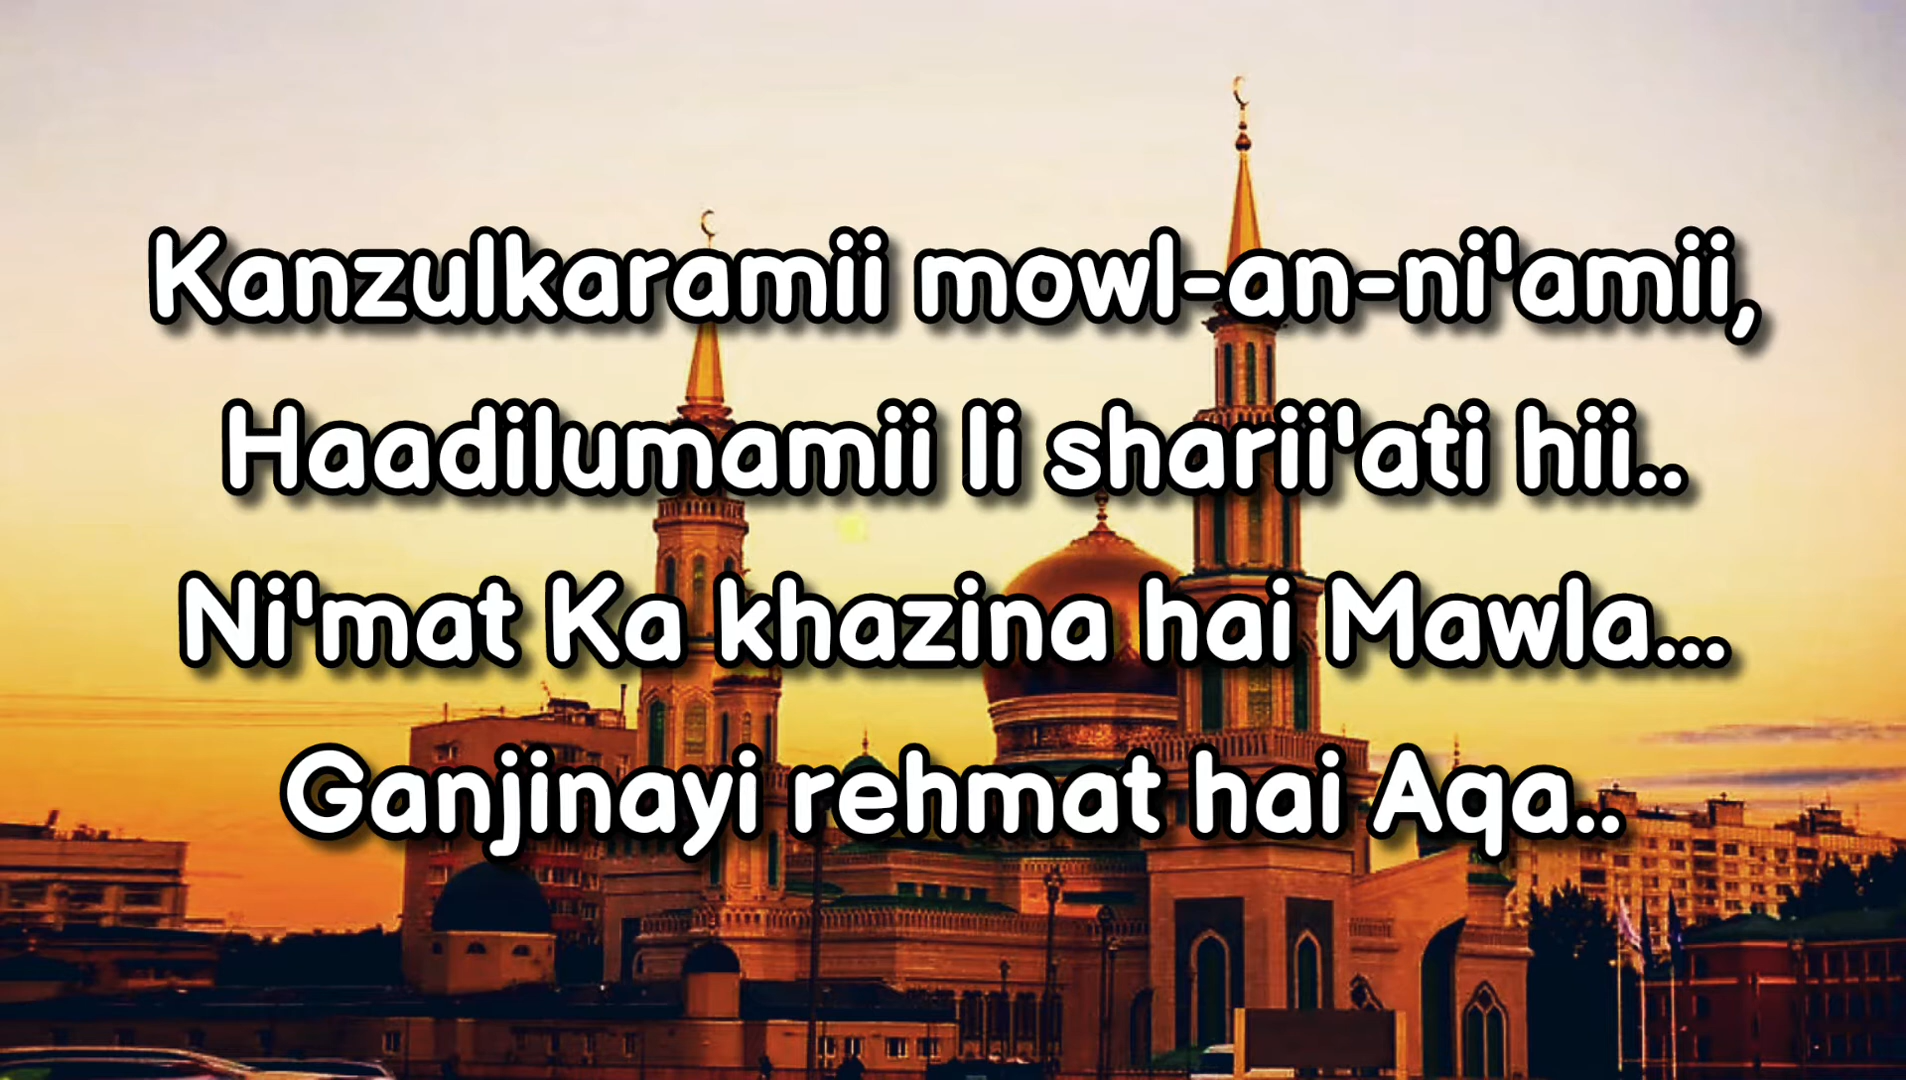 Kanzulkaramii mowl-an-ni'amii,
Haadilumamii li sharii'ati hii..
Ni'mat Ka khazina hai Mawla...
Ganjinayi rehmat hai Aqa..